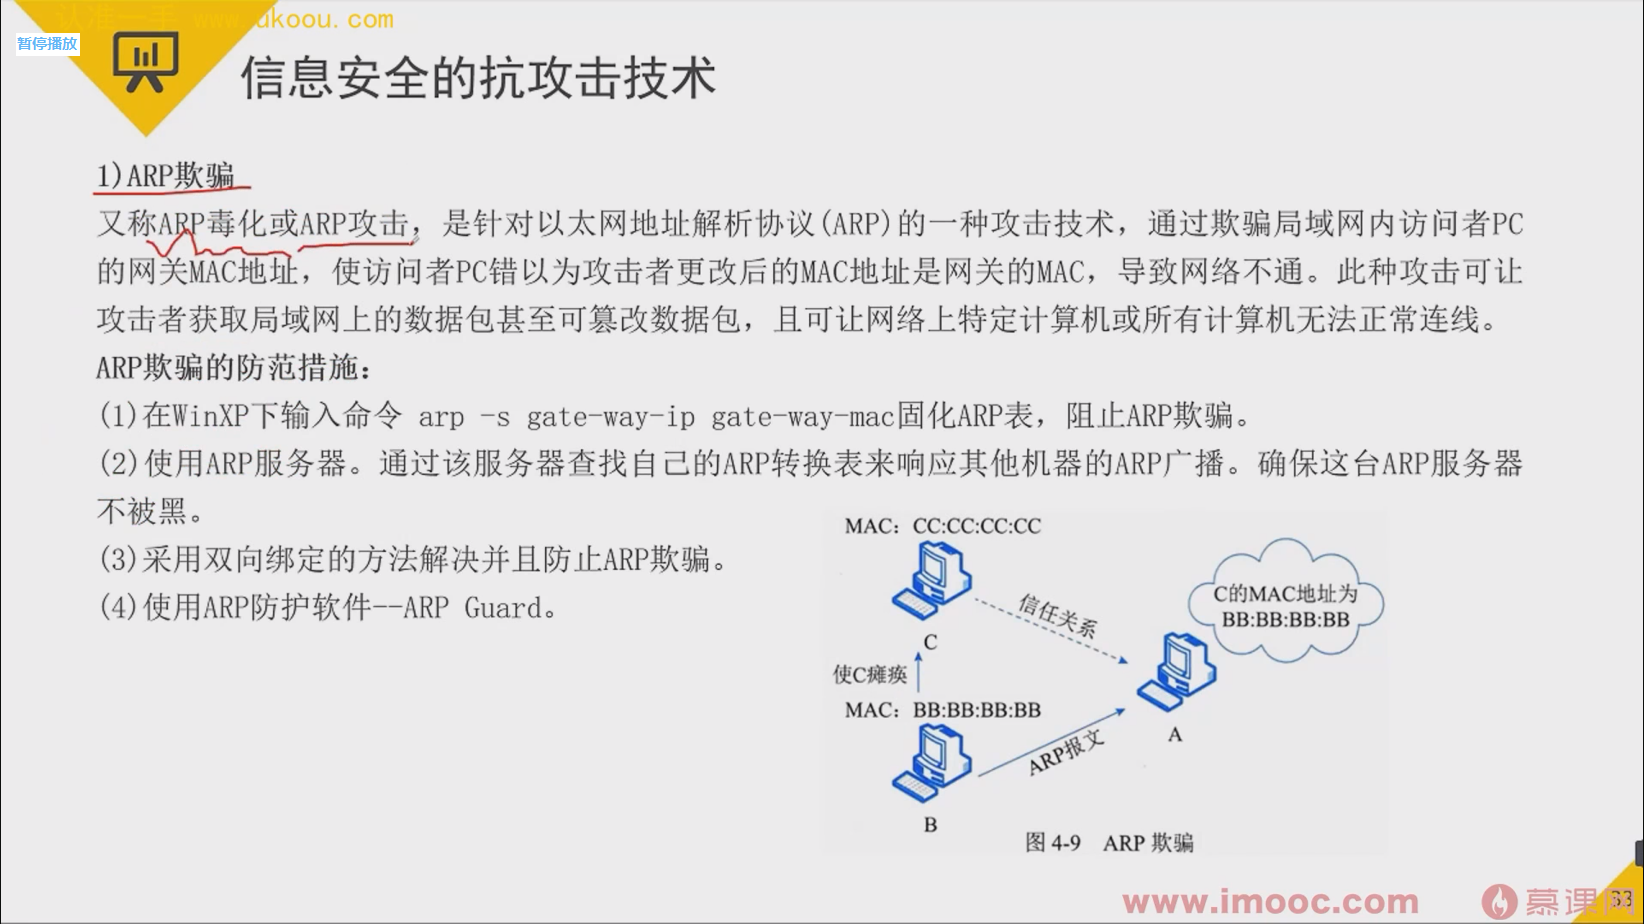 认准一手 www.ukoou.com
暂停播放
信息安全的抗攻击技术
1)ARP欺骗
又称ARP毒化或ARP攻击，是针对以太网地址解析协议(ARP)的一种攻击技术，通过欺骗局域网内访问者PC
的网关MAC地址，使访问者PC错以为攻击者更改后的MAC地址是网关的MAC，导致网络不通。此种攻击可让
攻击者获取局域网上的数据包甚至可篡改数据包，且可让网络上特定计算机或所有计算机无法正常连线。
ARP欺骗的防范措施：
(1)在WinXP下输入命令 arp -s gate-way-ip gate-way-mac固化ARP表，阻止ARP欺骗。
(2)使用ARP服务器。通过该服务器查找自己的ARP转换表来响应其他机器的ARP广播。确保这台ARP服务器
不被黑。
(3)采用双向绑定的方法解决并且防止ARP欺骗。
(4)使用ARP防护软件--ARP Guard。
MAC：CC:CC:CC:CC
C
信任关系
C的MAC地址为
BB:BB:BB:BB
使C瘫痪
MAC：BB:BB:BB:BB
A
ARP报文
B
图 4-9 ARP 欺骗
www.imooc.com 慕课网
33